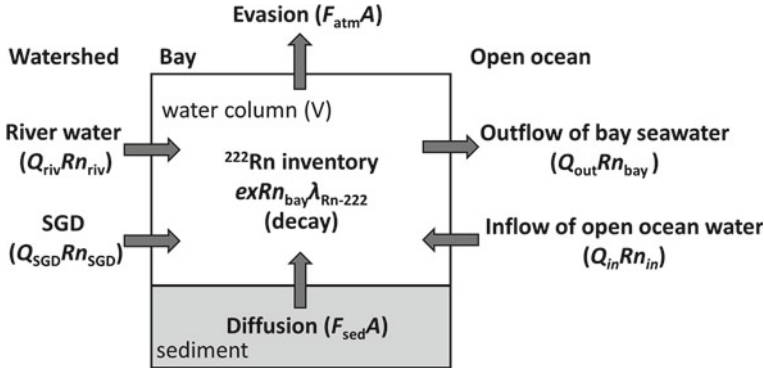 Evasion (FatmA)
Watershed Bay Open ocean
water column (V)
River water
(QrivRnriv)
Outflow of bay seawater
(QoutRnbay)
²²²Rn inventory
exRnbayλRn-222
(decay)
SGD
(QSGDRnSGD)
Inflow of open ocean water
(QinRnin)
Diffusion (FsedA)
sediment